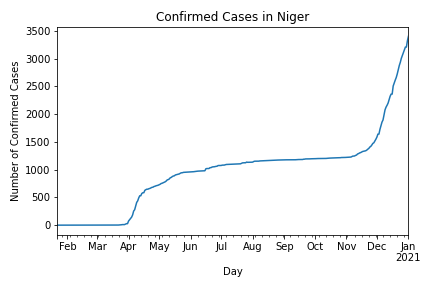 Confirmed Cases in Niger
3500
3000
2500
2000
1500
1000
500
0
Number of Confirmed Cases
Feb Mar Apr May Jun Jul Aug Sep Oct Nov Dec Jan
2021
Day